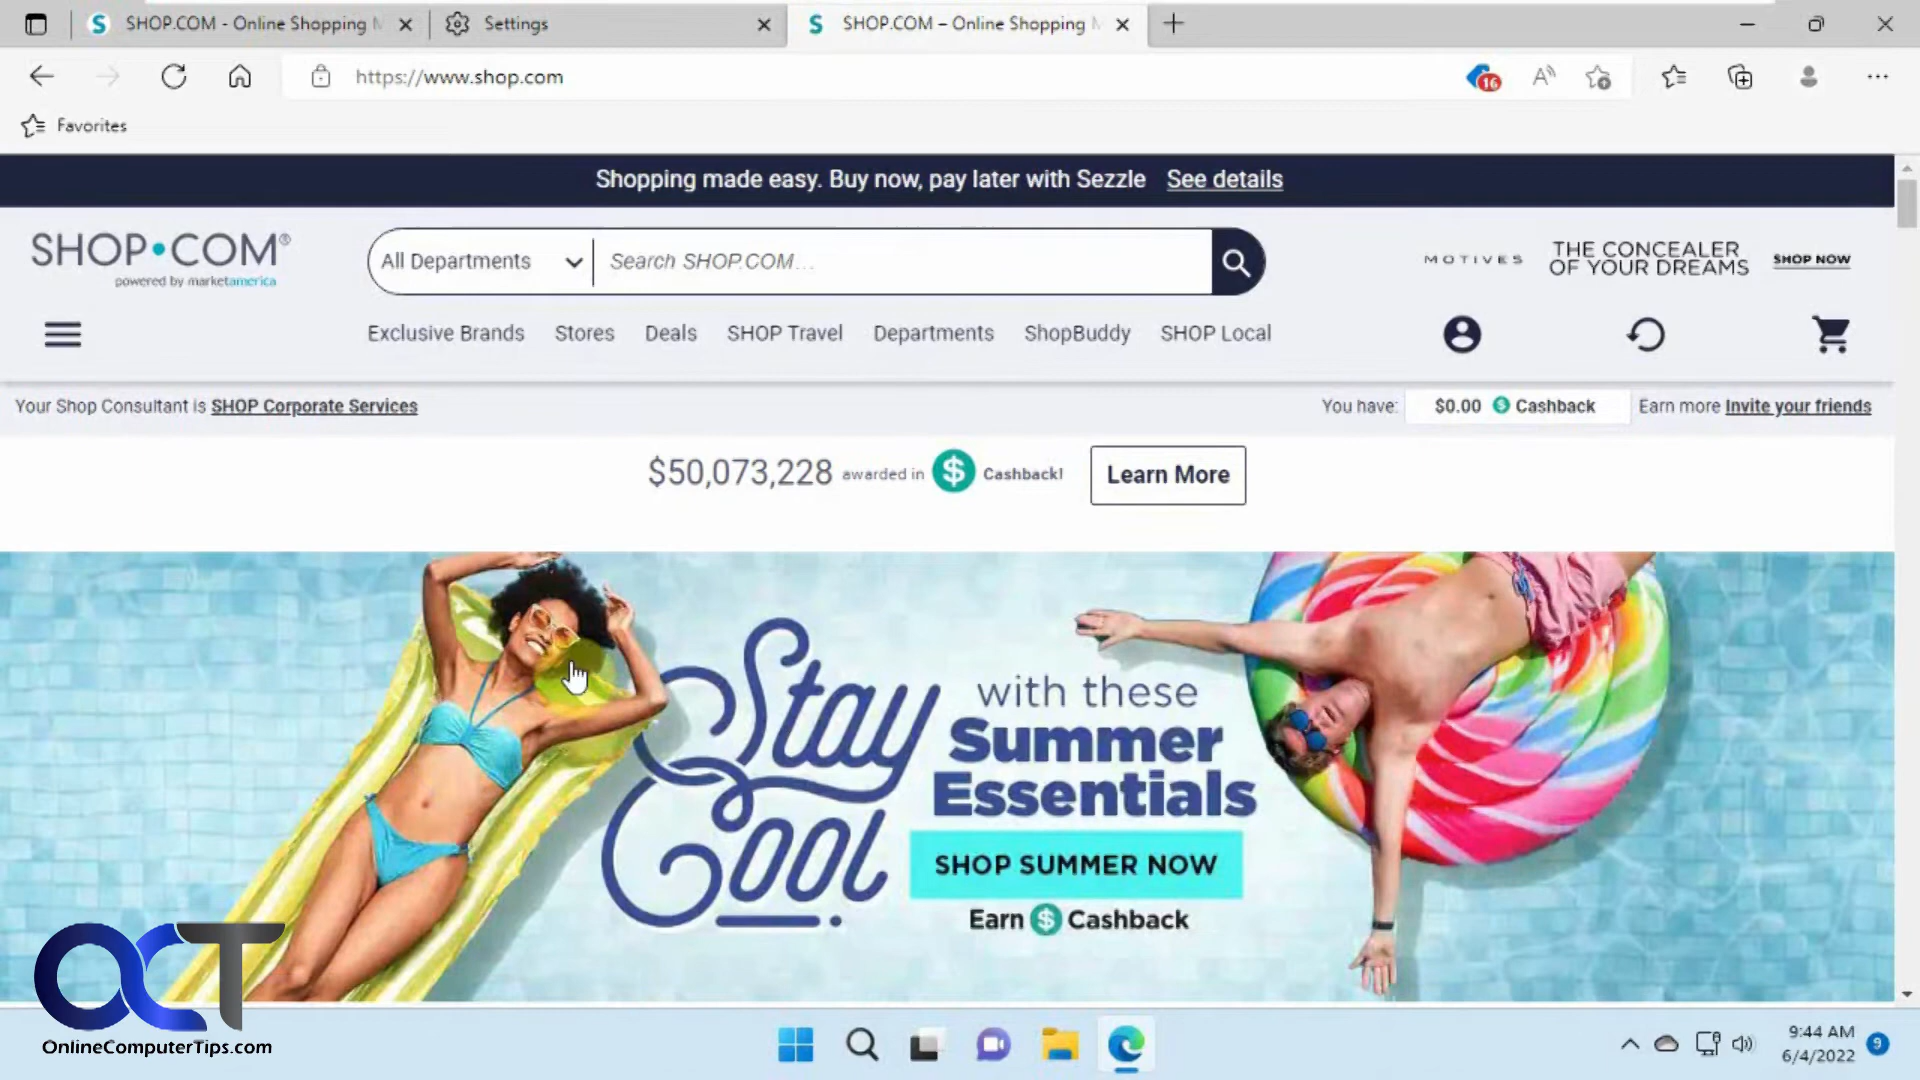 SHOP.COM - Online Shopping
Settings
SHOP.COM – Online Shopping
https://www.shop.com
16
Favorites
Shopping made easy. Buy now, pay later with Sezzle See details
SHOP•COM®
powered by marketamerica
All Departments
Search SHOP.COM...
MOTIVES
THE CONCEALER
OF YOUR DREAMS
SHOP NOW
Exclusive Brands Stores Deals SHOP Travel Departments ShopBuddy SHOP Local
Your Shop Consultant is SHOP Corporate Services
You have: $0.00 $ Cashback Earn more Invite your friends
$50,073,228 awarded in $ Cashback! Learn More
Stay
Cool
with these
Summer
Essentials
SHOP SUMMER NOW
Earn $ Cashback
OCT
OnlineComputerTips.com
9:44 AM
6/4/2022
9